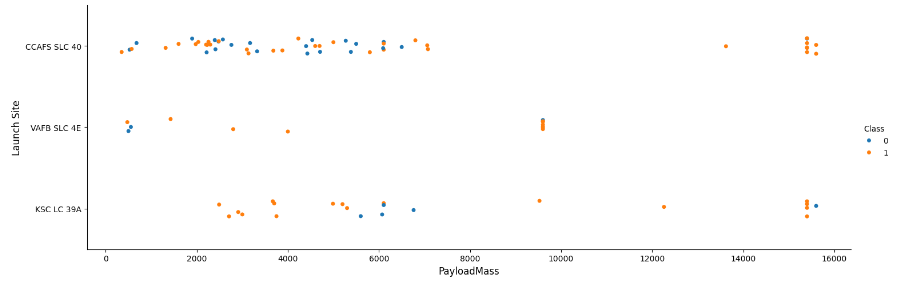 CCAFS SLC 40
VAFB SLC 4E
KSC LC 39A
Launch Site
0 2000 4000 6000 8000 10000 12000 14000 16000
PayloadMass
Class
0
1